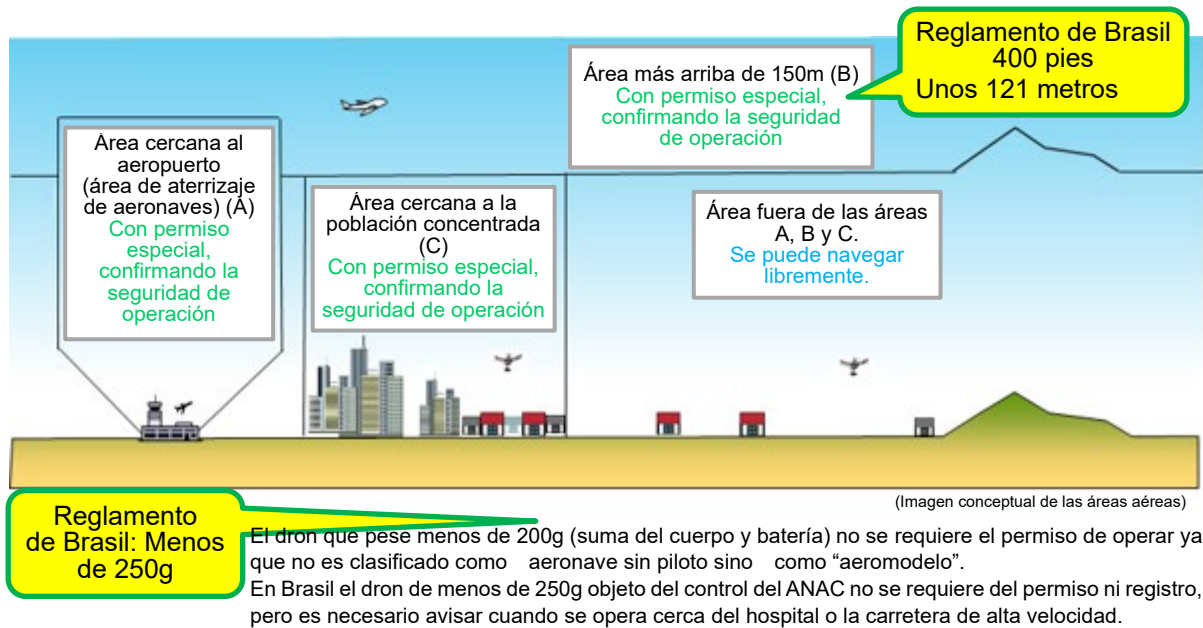 Reglamento de Brasil
400 pies
Unos 121 metros
Área más arriba de 150m (B)
Con permiso especial,
confirmando la seguridad
de operación
Área cercana al
aeropuerto
(área de aterrizaje
de aeronaves) (A)
Con permiso
especial,
confirmando la
seguridad de
operación
Área cercana a la
población concentrada
(C)
Con permiso especial,
confirmando la
seguridad de operación
Área fuera de las áreas
A, B y C.
Se puede navegar
libremente.
(Imagen conceptual de las áreas aéreas)
Reglamento
de Brasil: Menos
de 250g
El dron que pese menos de 200g (suma del cuerpo y batería) no se requiere el permiso de operar ya
que no es clasificado como aeronave sin piloto sino como “aeromodelo”.
En Brasil el dron de menos de 250g objeto del control del ANAC no se requiere del permiso ni registro,
pero es necesario avisar cuando se opera cerca del hospital o la carretera de alta velocidad.